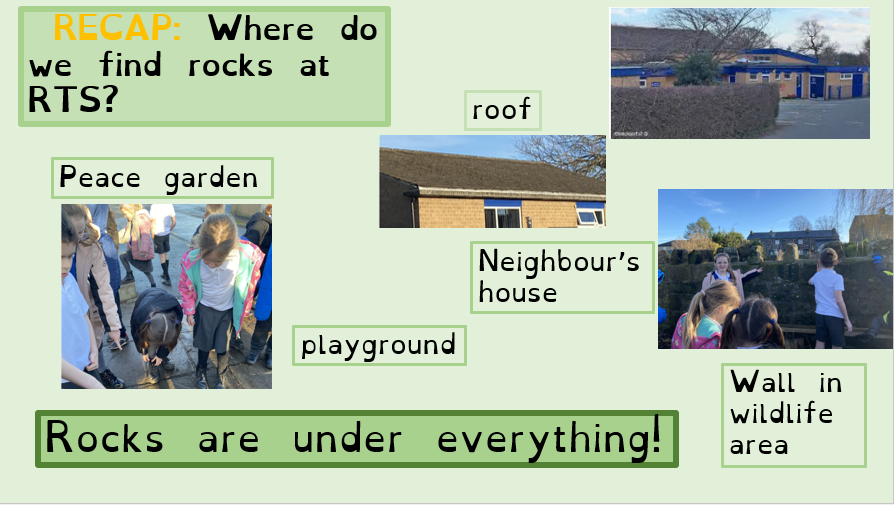 RECAP: Where do
we find rocks at
RTS?
roof
Peace garden
Neighbour's
house
playground
Wall in
wildlife
area
Rocks are under everything!